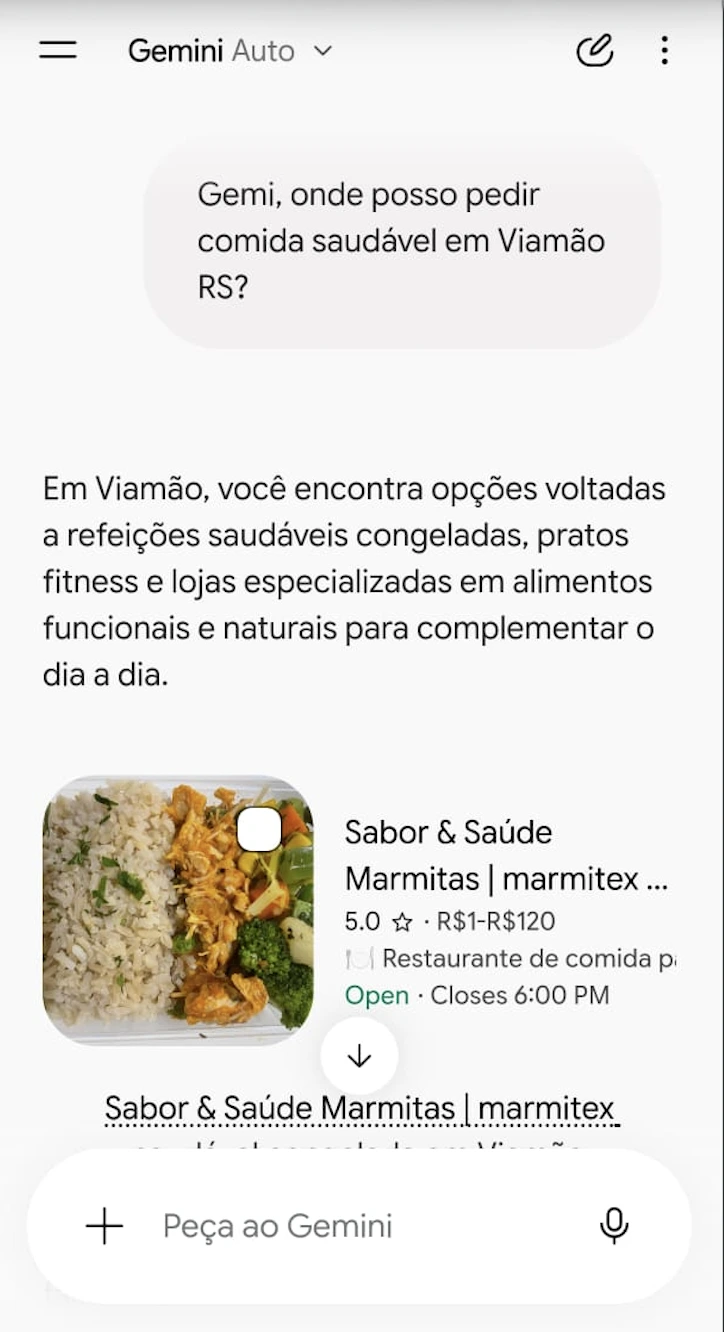 Gemini Auto
Gemi, onde posso pedir
comida saudável em Viamão
RS?
Em Viamão, você encontra opções voltadas
a refeições saudáveis congeladas, pratos
fitness e lojas especializadas em alimentos
funcionais e naturais para complementar o
dia a dia.
Sabor & Saúde
Marmitas | marmitex ...
5.0 ☆ · R$1-R$120
🍽️ Restaurante de comida
Open · Closes 6:00 PM
Sabor & Saúde Marmitas | marmitex
Peça ao Gemini